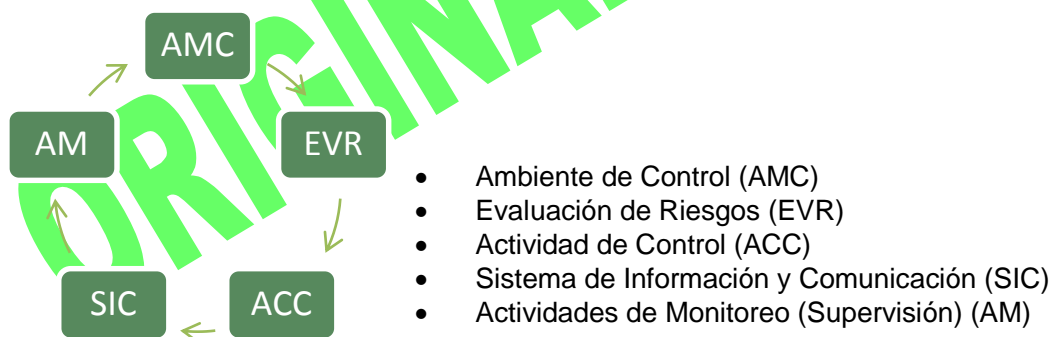 ORIGINAL
AMC
AM
EVR
SIC
ACC
• Ambiente de Control (AMC)
• Evaluación de Riesgos (EVR)
• Actividad de Control (ACC)
• Sistema de Información y Comunicación (SIC)
• Actividades de Monitoreo (Supervisión) (AM)